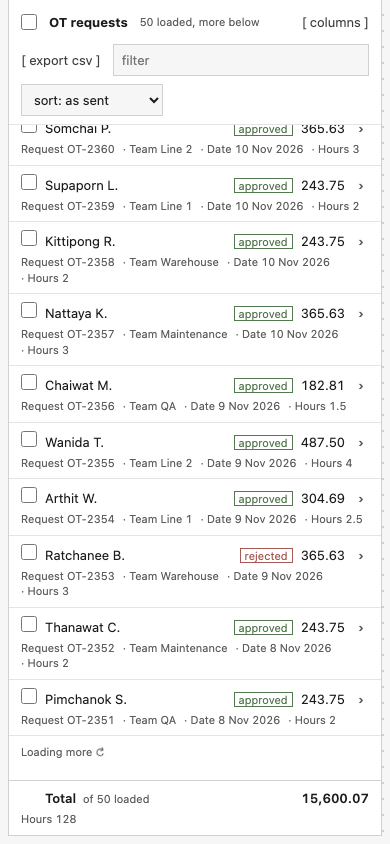 OT requests 50 loaded, more below [ columns ]
[ export csv ] filter
sort: as sent
Somchai P. approved 365.63 ›
Request OT-2360 · Team Line 2 · Date 10 Nov 2026 · Hours 3
Supaporn L. approved 243.75 ›
Request OT-2359 · Team Line 1 · Date 10 Nov 2026 · Hours 2
Kittipong R. approved 243.75 ›
Request OT-2358 · Team Warehouse · Date 10 Nov 2026
· Hours 2
Nattaya K. approved 365.63 ›
Request OT-2357 · Team Maintenance · Date 10 Nov 2026
· Hours 3
Chaiwat M. approved 182.81 ›
Request OT-2356 · Team QA · Date 9 Nov 2026 · Hours 1.5
Wanida T. approved 487.50 ›
Request OT-2355 · Team Line 2 · Date 9 Nov 2026 · Hours 4
Arthit W. approved 304.69 ›
Request OT-2354 · Team Line 1 · Date 9 Nov 2026 · Hours 2.5
Ratchanee B. rejected 365.63 ›
Request OT-2353 · Team Warehouse · Date 9 Nov 2026
· Hours 3
Thanawat C. approved 243.75 ›
Request OT-2352 · Team Maintenance · Date 8 Nov 2026
· Hours 2
Pimchanok S. approved 243.75 ›
Request OT-2351 · Team QA · Date 8 Nov 2026 · Hours 2
Loading more
Total of 50 loaded 15,600.07
Hours 128